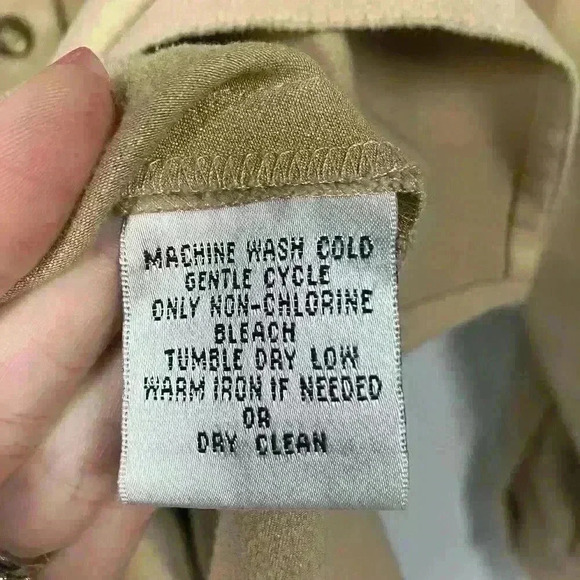 MACHINE WASH COLD
GENTLE CYCLE
ONLY NON-CHLORINE
BLEACH
TUMBLE DRY LOW
WARM IRON IF NEEDED
OR
DRY CLEAN